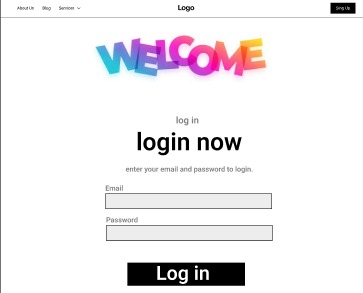 About Us Blog Services Logo Sing Up
WELCOME
log in
login now
enter your email and password to login.
Email
Password
Log in